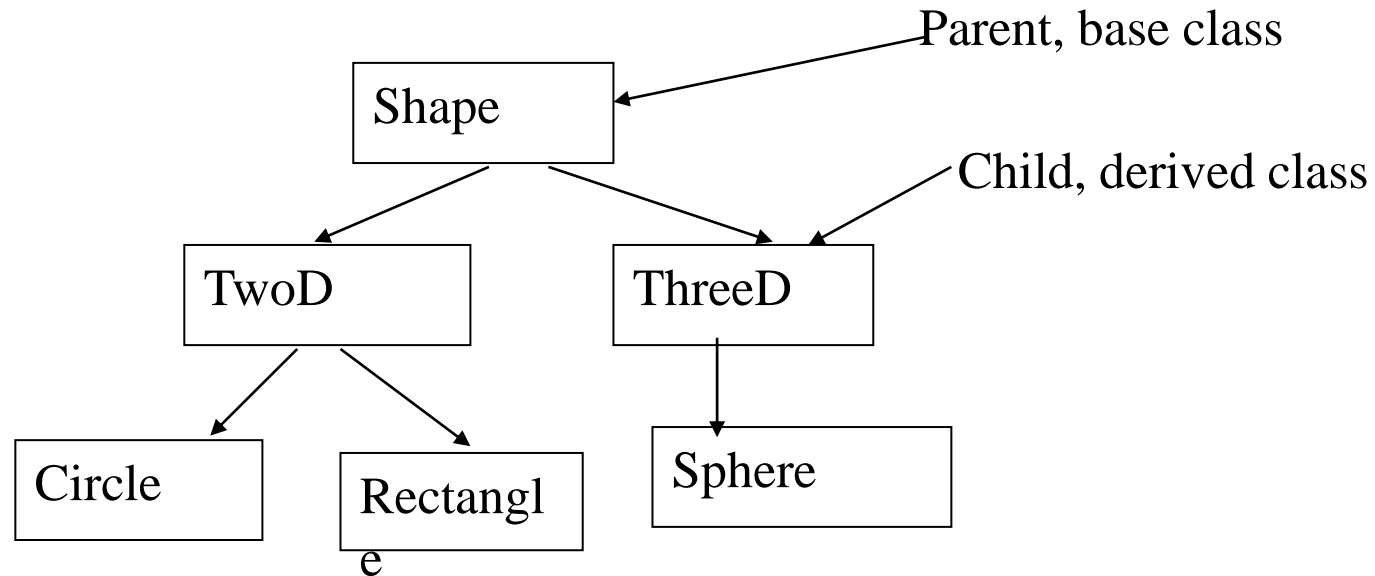 Parent, base class
Shape
Child, derived class
TwoD
ThreeD
Circle
Rectangl
e
Sphere